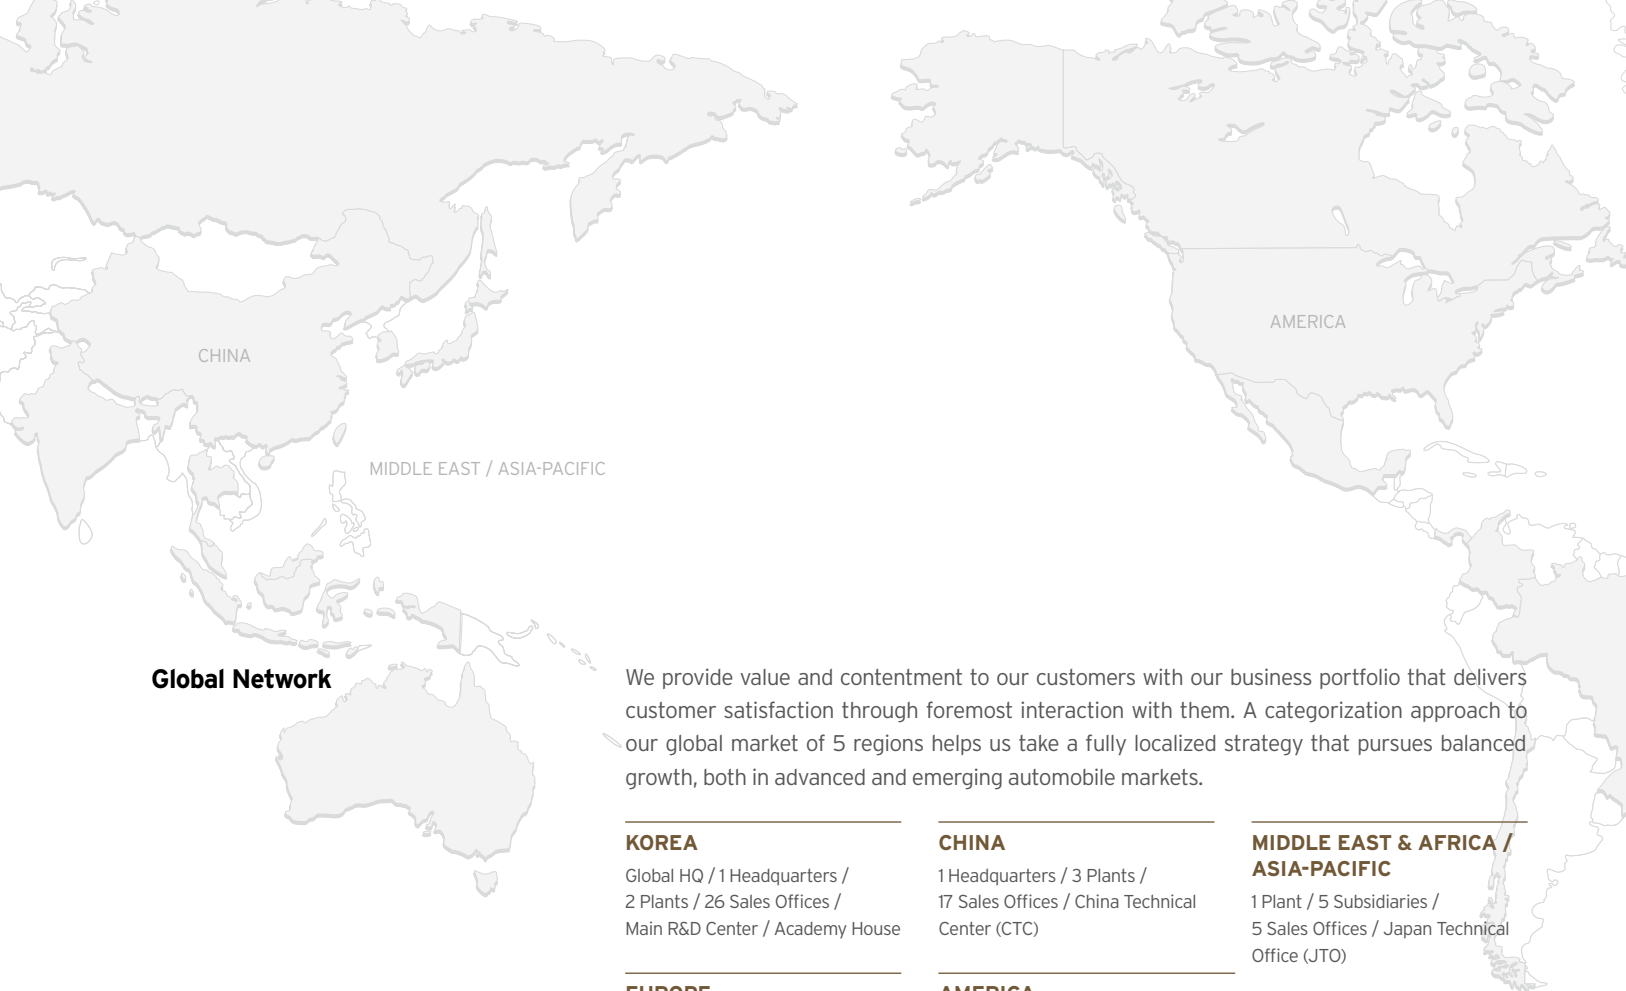 AMERICA
CHINA
MIDDLE EAST / ASIA-PACIFIC
Global Network
We provide value and contentment to our customers with our business portfolio that delivers
customer satisfaction through foremost interaction with them. A categorization approach to
our global market of 5 regions helps us take a fully localized strategy that pursues balanced
growth, both in advanced and emerging automobile markets.
KOREA
Global HQ / 1 Headquarters /
2 Plants / 26 Sales Offices /
Main R&D Center / Academy House
CHINA
1 Headquarters / 3 Plants /
17 Sales Offices / China Technical
Center (CTC)
MIDDLE EAST & AFRICA /
ASIA-PACIFIC
1 Plant / 5 Subsidiaries /
5 Sales Offices / Japan Technical
Office (JTO)
EUROPE
AMERICA